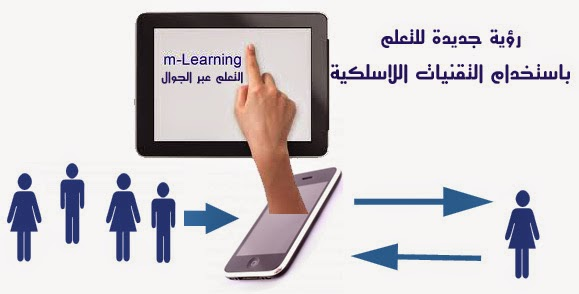 رؤية جديدة للتعلم
باستخدام التقنيات اللاسلكية
m-Learning
التعلم عبر الجوال